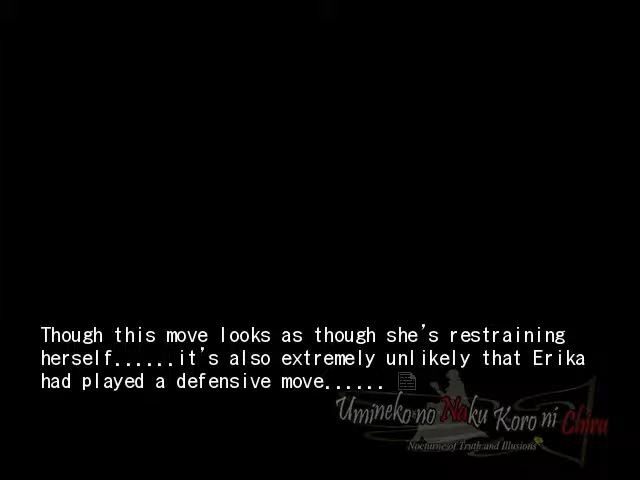 Though this move looks as though she's restraining
herself......it's also extremely unlikely that Erika
had played a defensive move......
Umineko no Naku Koro ni Chiru
Nocturne of Truth and Illusions